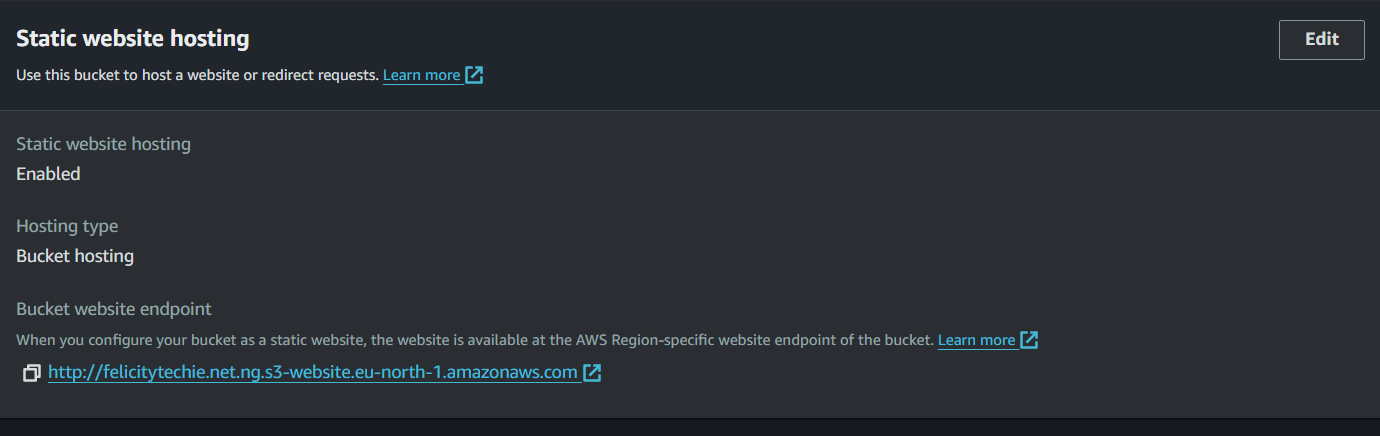 Static website hosting
Edit
Use this bucket to host a website or redirect requests. Learn more
Static website hosting
Enabled
Hosting type
Bucket hosting
Bucket website endpoint
When you configure your bucket as a static website, the website is available at the AWS Region-specific website endpoint of the bucket. Learn more
http://felicitytechie.net.ng.s3-website.eu-north-1.amazonaws.com